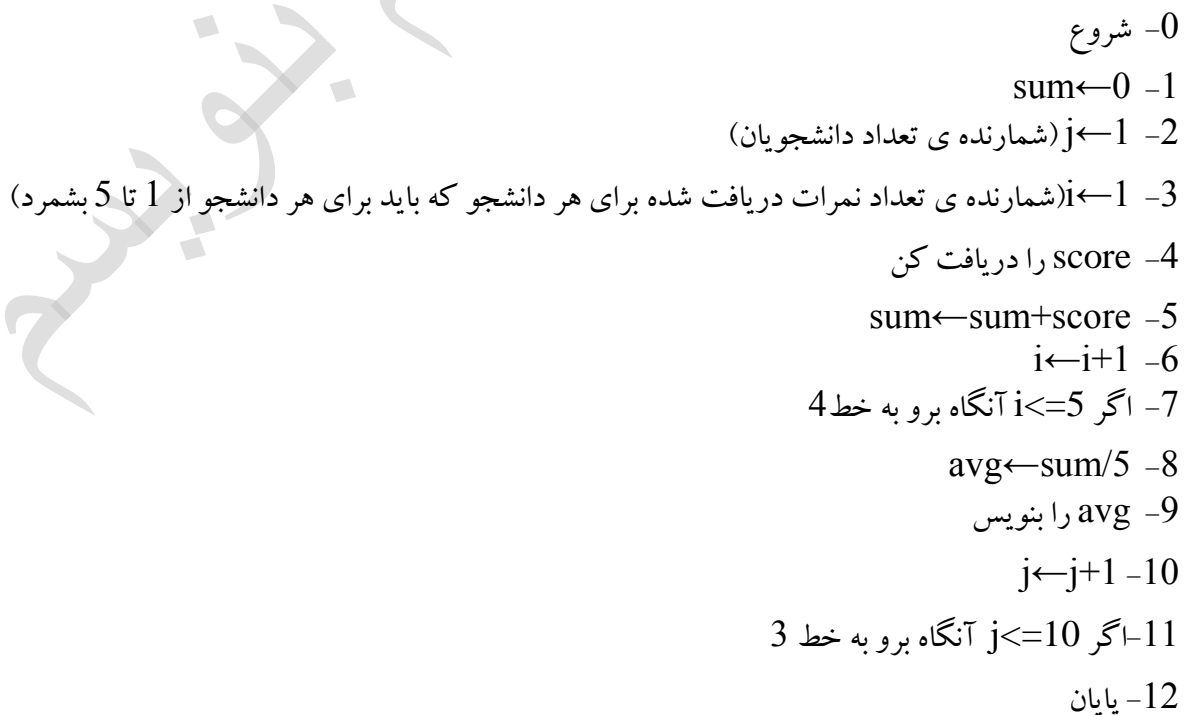 0- شروع
1- sum←0
2- j←1 (شمارنده ی تعداد دانشجویان)
3- i←1(شمارنده ی تعداد نمرات دریافت شده برای هر دانشجو که باید برای هر دانشجو از 1 تا 5 بشمرد)
4- score را دریافت کن
5- sum←sum+score
6- i←i+1
7- اگر i<=5 آنگاه برو به خط4
8- avg←sum/5
9- avg را بنویس
10- j←j+1
11-اگر j<=10 آنگاه برو به خط 3
12- پایان